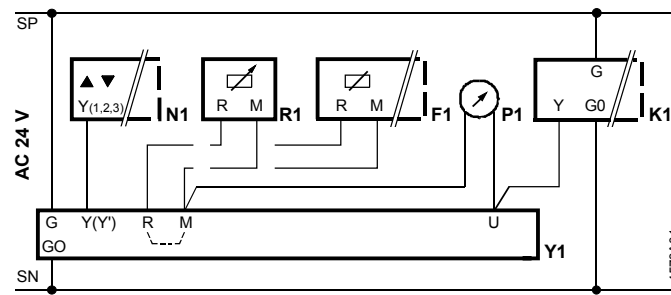 SP
G
▲ ▼
Y(1,2,3) N1
R M R1
R M F1
P1
Y G0 K1
AC 24 V
G Y(Y') R M U
GO
Y1
SN